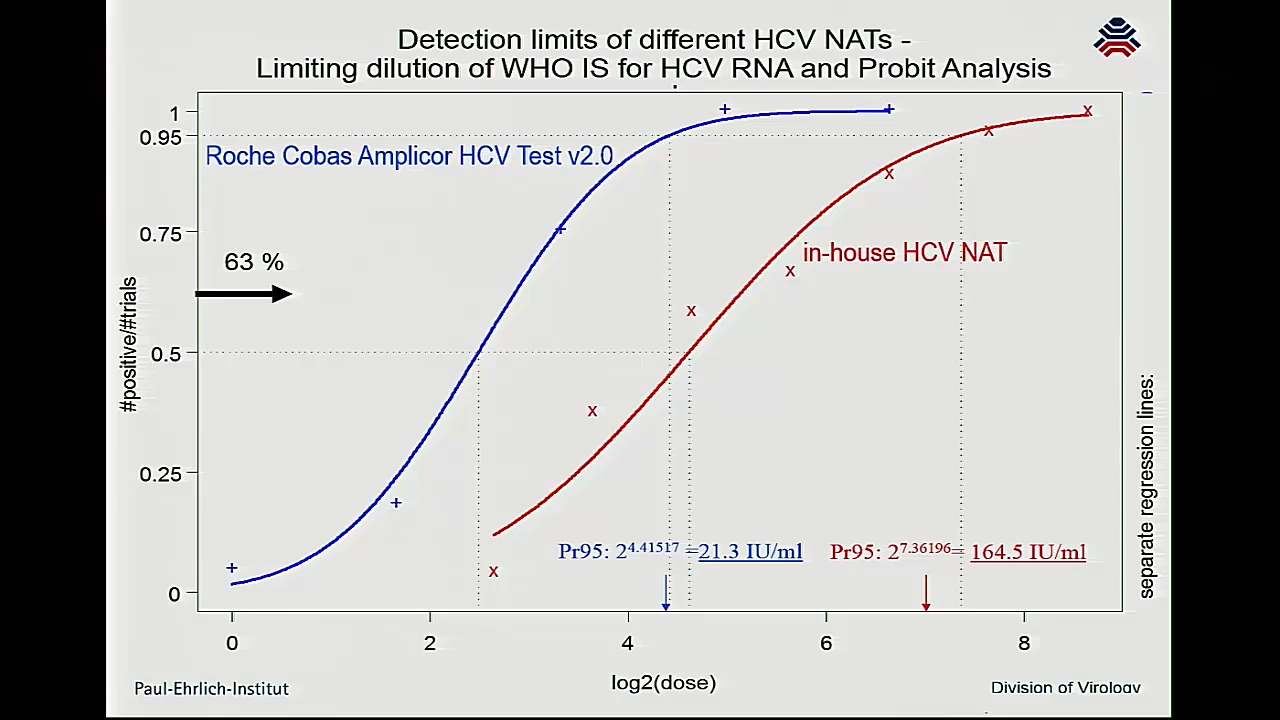 Detection limits of different HCV NATs -
Limiting dilution of WHO IS for HCV RNA and Probit Analysis
1
0.95
Roche Cobas Amplicor HCV Test v2.0
0.75
in-house HCV NAT
63 %
#positive/#trials
0.5
separate regression lines:
0.25
Pr95: 2^4.41517 =21.3 IU/ml
Pr95: 2^7.36196= 164.5 IU/ml
0
0 2 4 6 8
log2(dose)
Paul-Ehrlich-Institut
Division of Virology